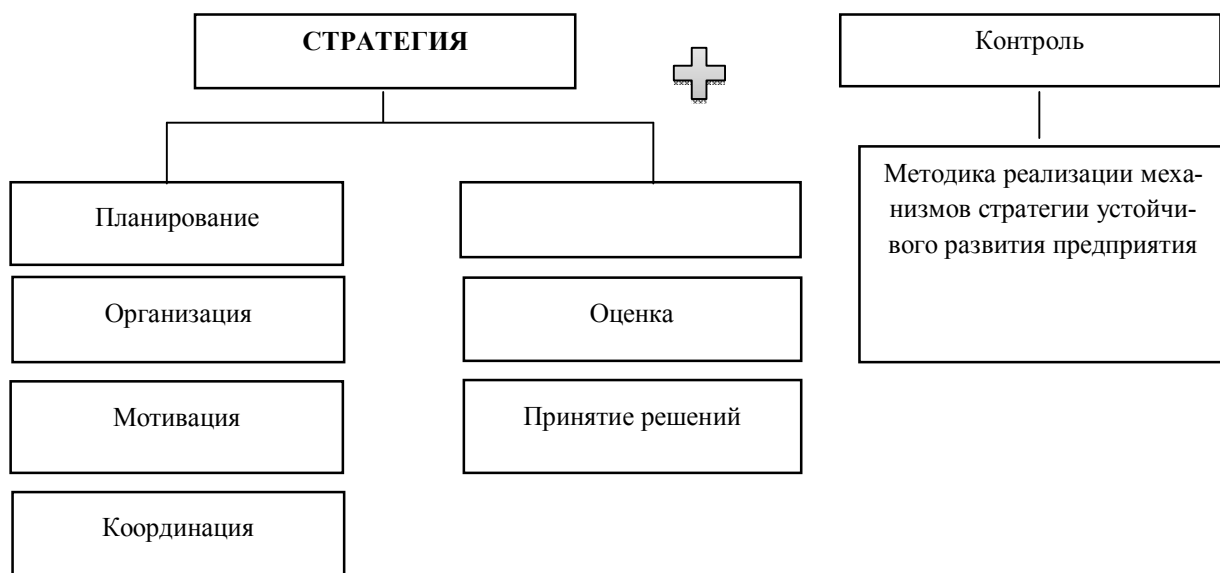 СТРАТЕГИЯ
Контроль
Планирование
Организация
Мотивация
Координация
Оценка
Принятие решений
Методика реализации меха-
низмов стратегии устойчи-
вого развития предприятия